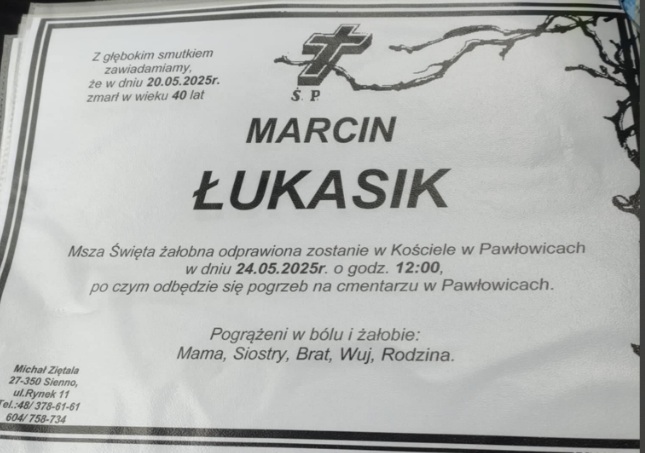 Z głębokim smutkiem
zawiadamiamy,
że w dniu 20.05.2025r.
zmarł w wieku 40 lat
Ś. P.
MARCIN
ŁUKASIK
Msza Święta żałobna odprawiona zostanie w Kościele w Pawłowicach
w dniu 24.05.2025r. o godz. 12:00,
po czym odbędzie się pogrzeb na cmentarzu w Pawłowicach.
Pogrążeni w bólu i żałobie:
Mama, Siostry, Brat, Wuj, Rodzina.
Michał Ziętala
27-350 Sienno,
ul.Rynek 11
Tel.:48/ 378-61-61
604/ 758-734